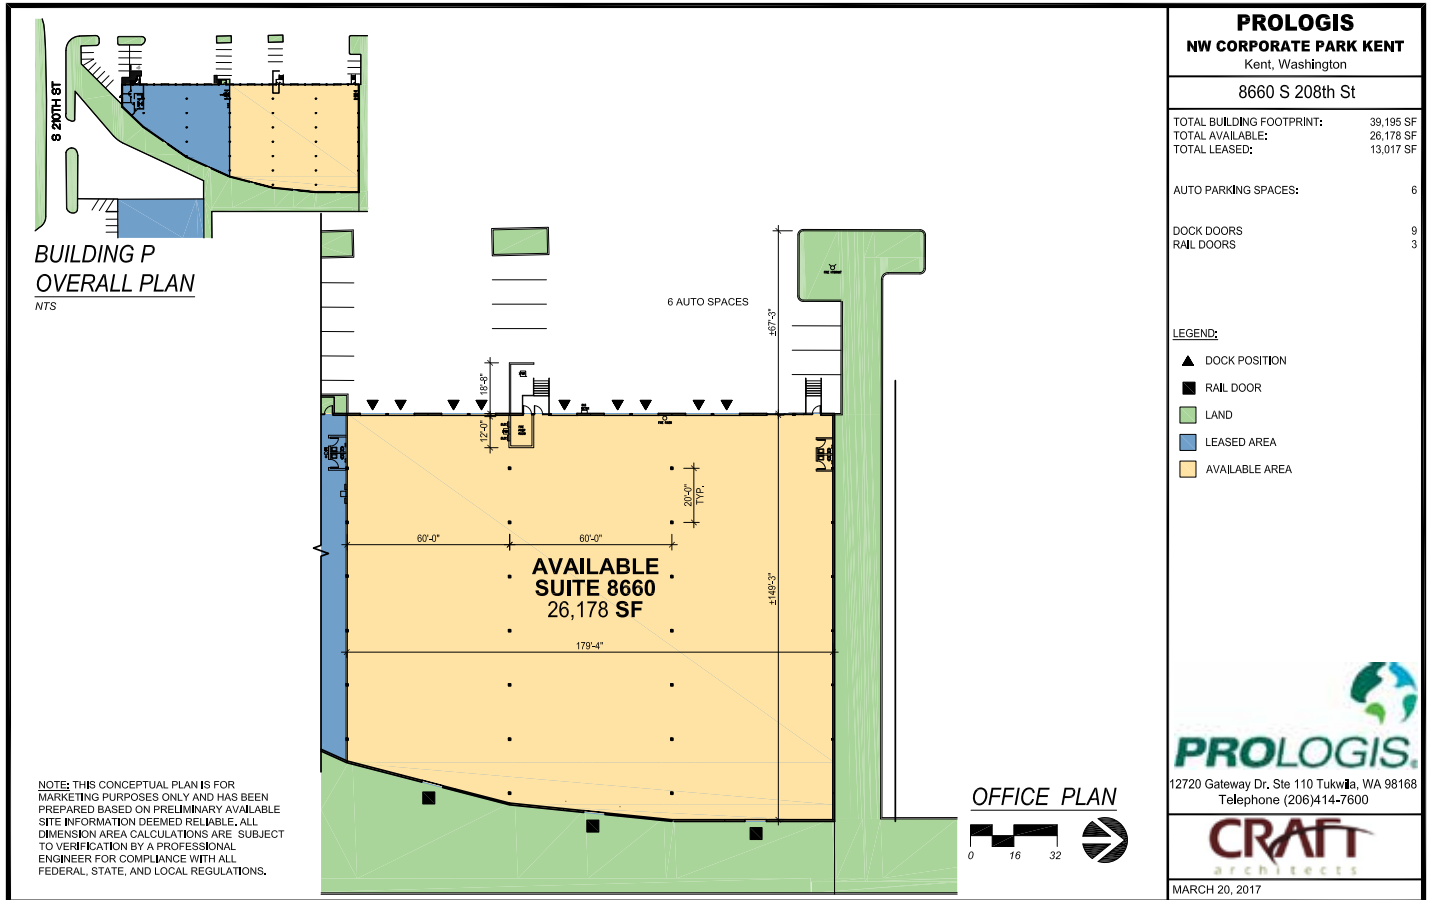 S 210TH ST
BUILDING P
OVERALL PLAN
NTS
6 AUTO SPACES
±67'-3"
18'-8"
12'-0"
20'-0"
TYP.
60'-0"
60'-0"
AVAILABLE
SUITE 8660
26,178 SF
±149'-3"
179'-4"
NOTE: THIS CONCEPTUAL PLAN IS FOR
MARKETING PURPOSES ONLY AND HAS BEEN
PREPARED BASED ON PRELIMINARY AVAILABLE
SITE INFORMATION DEEMED RELIABLE. ALL
DIMENSION AREA CALCULATIONS ARE SUBJECT
TO VERIFICATION BY A PROFESSIONAL
ENGINEER FOR COMPLIANCE WITH ALL
FEDERAL, STATE, AND LOCAL REGULATIONS.
OFFICE PLAN
0 16 32
PROLOGIS
NW CORPORATE PARK KENT
Kent, Washington
8660 S 208th St
TOTAL BUILDING FOOTPRINT: 39,195 SF
TOTAL AVAILABLE: 26,178 SF
TOTAL LEASED: 13,017 SF
AUTO PARKING SPACES: 6
DOCK DOORS 9
RAIL DOORS 3
LEGEND:
DOCK POSITION
RAIL DOOR
LAND
LEASED AREA
AVAILABLE AREA
PROLOGIS.
12720 Gateway Dr. Ste 110 Tukwila, WA 98168
Telephone (206)414-7600
CRAFT
architects
MARCH 20, 2017